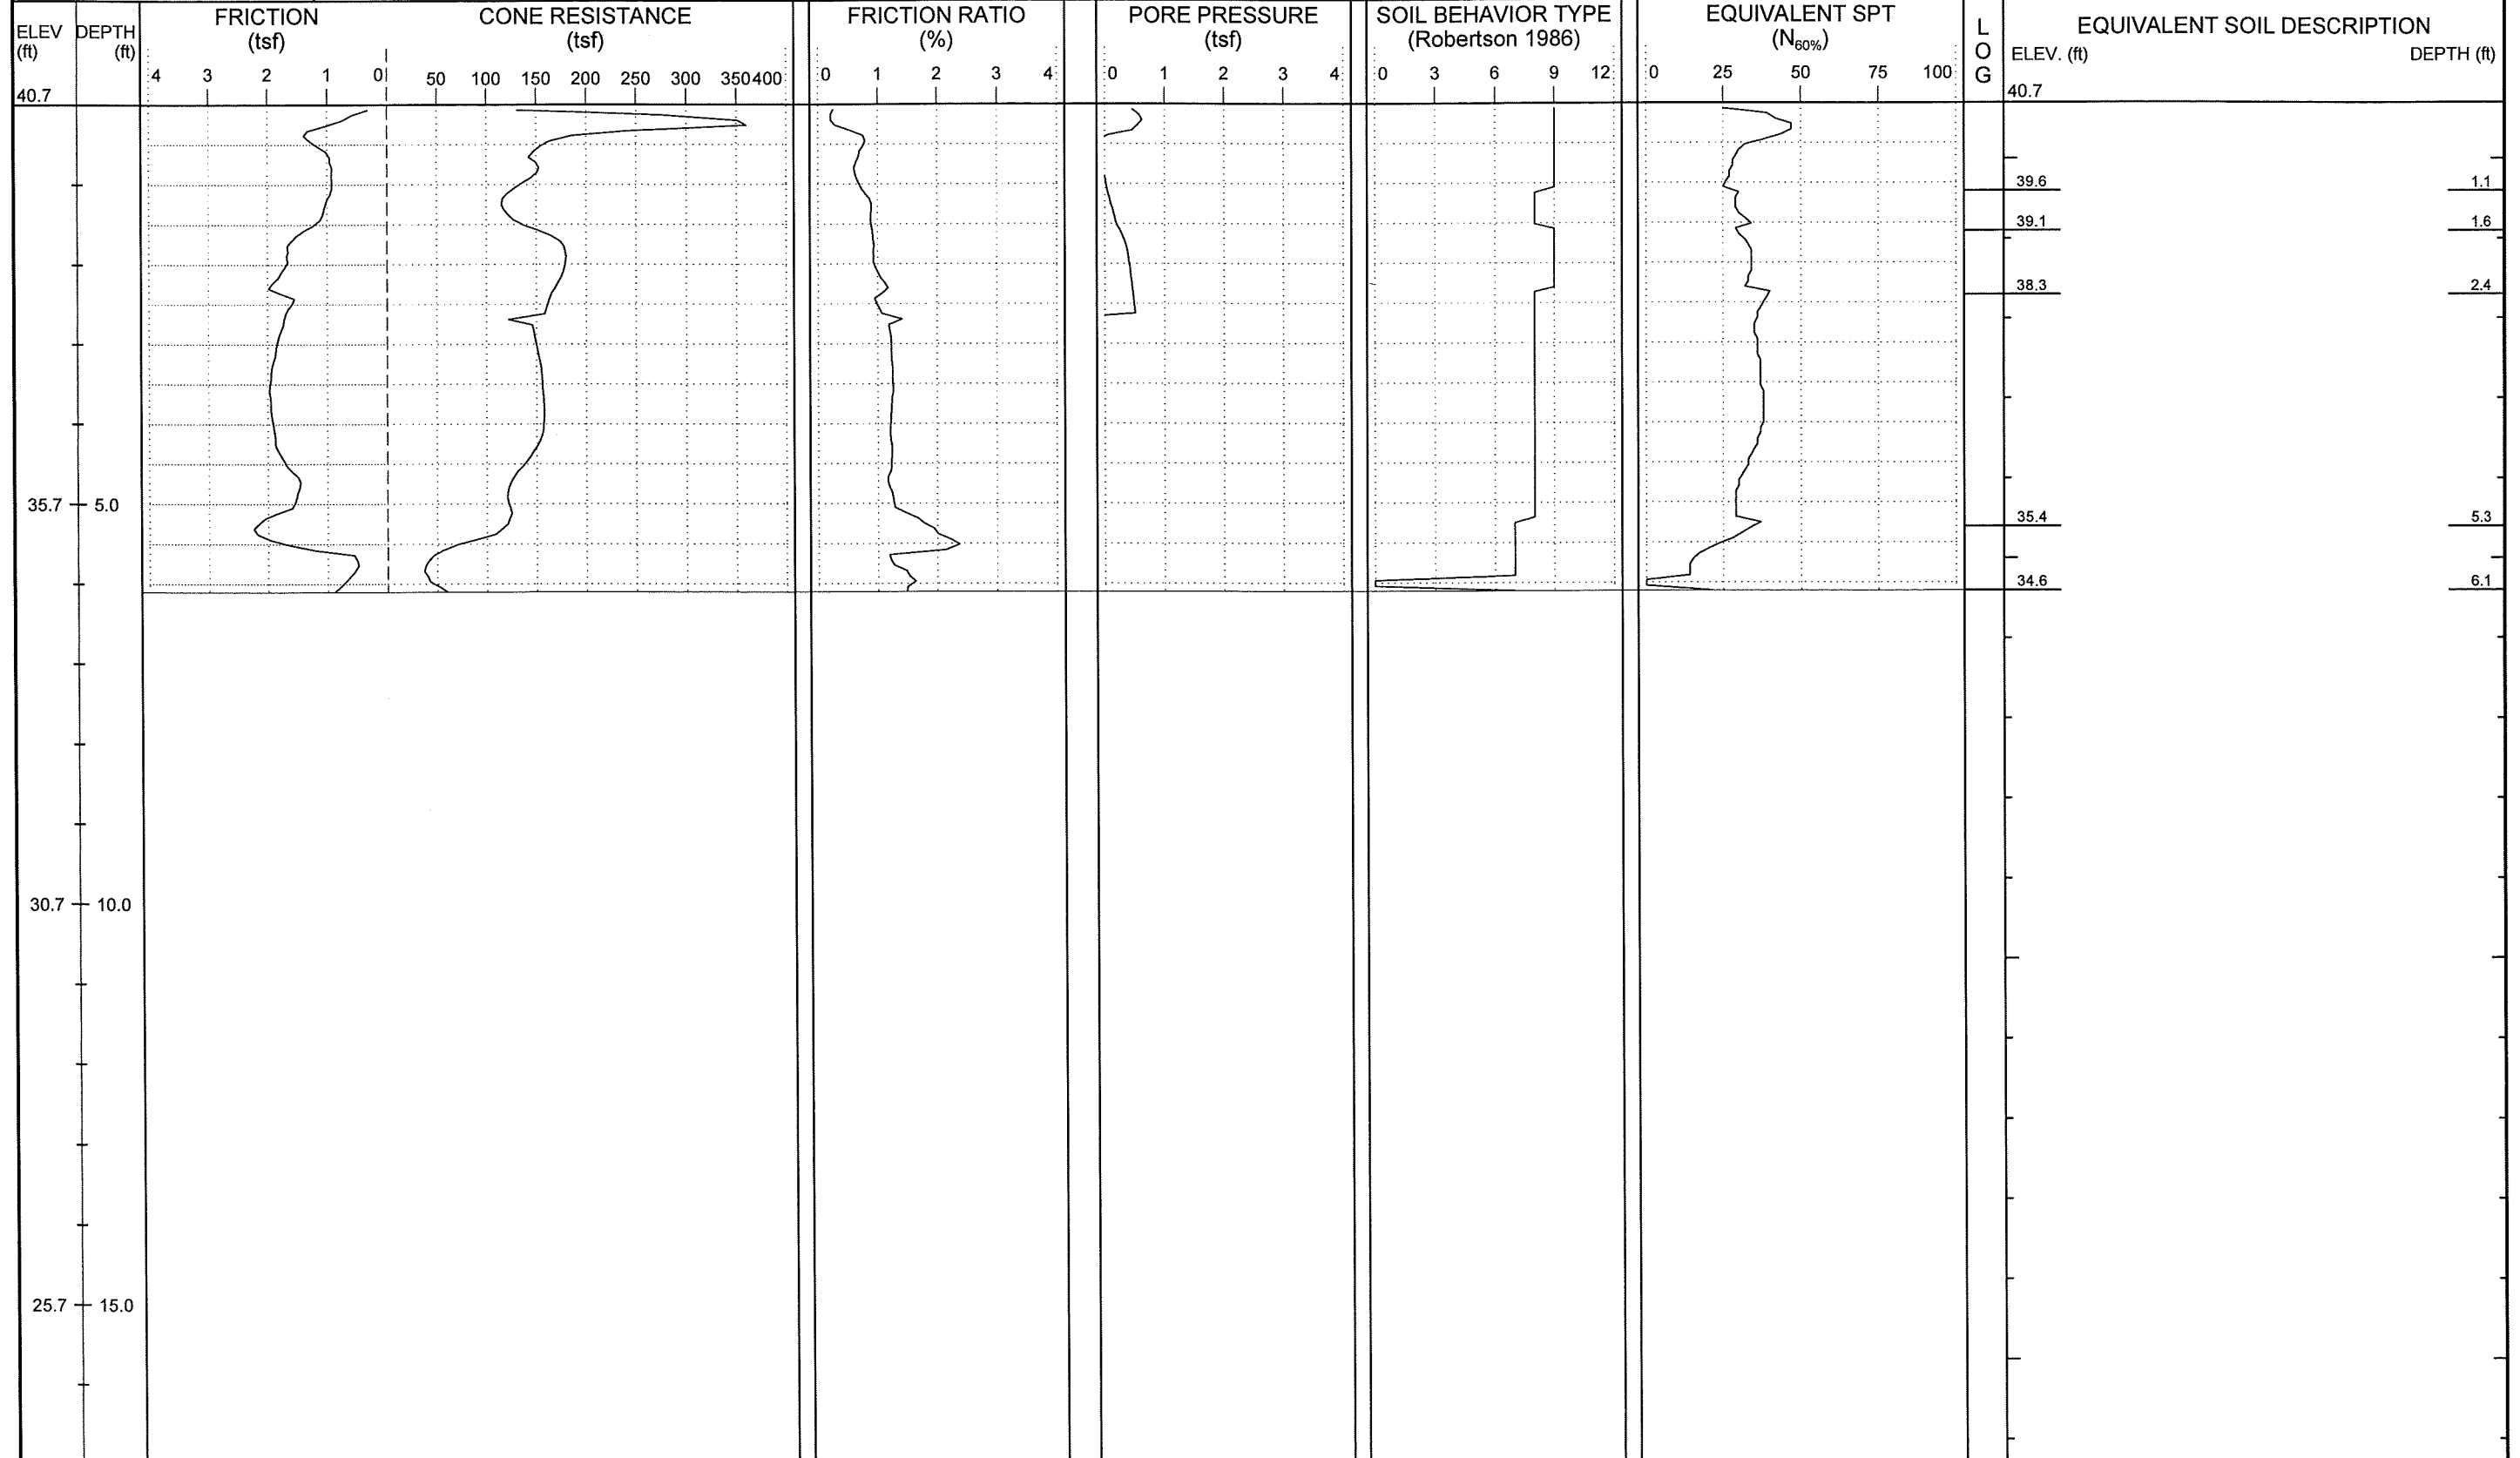 FRICTION CONE RESISTANCE FRICTION RATIO PORE PRESSURE SOIL BEHAVIOR TYPE EQUIVALENT SPT L EQUIVALENT SOIL DESCRIPTION
ELEV DEPTH (tsf) (tsf) (%) (tsf) (Robertson 1986) (N60%) O
(ft) (ft) ELEV. (ft) DEPTH (ft)
4 3 2 1 0 50 100 150 200 250 300 350 400 0 1 2 3 4 0 1 2 3 4 0 3 6 9 12 0 25 50 75 100 G
40.7 40.7
39.6 1.1
39.1 1.6
38.3 2.4
35.7 5.0
35.4 5.3
34.6 6.1
30.7 10.0
25.7 15.0